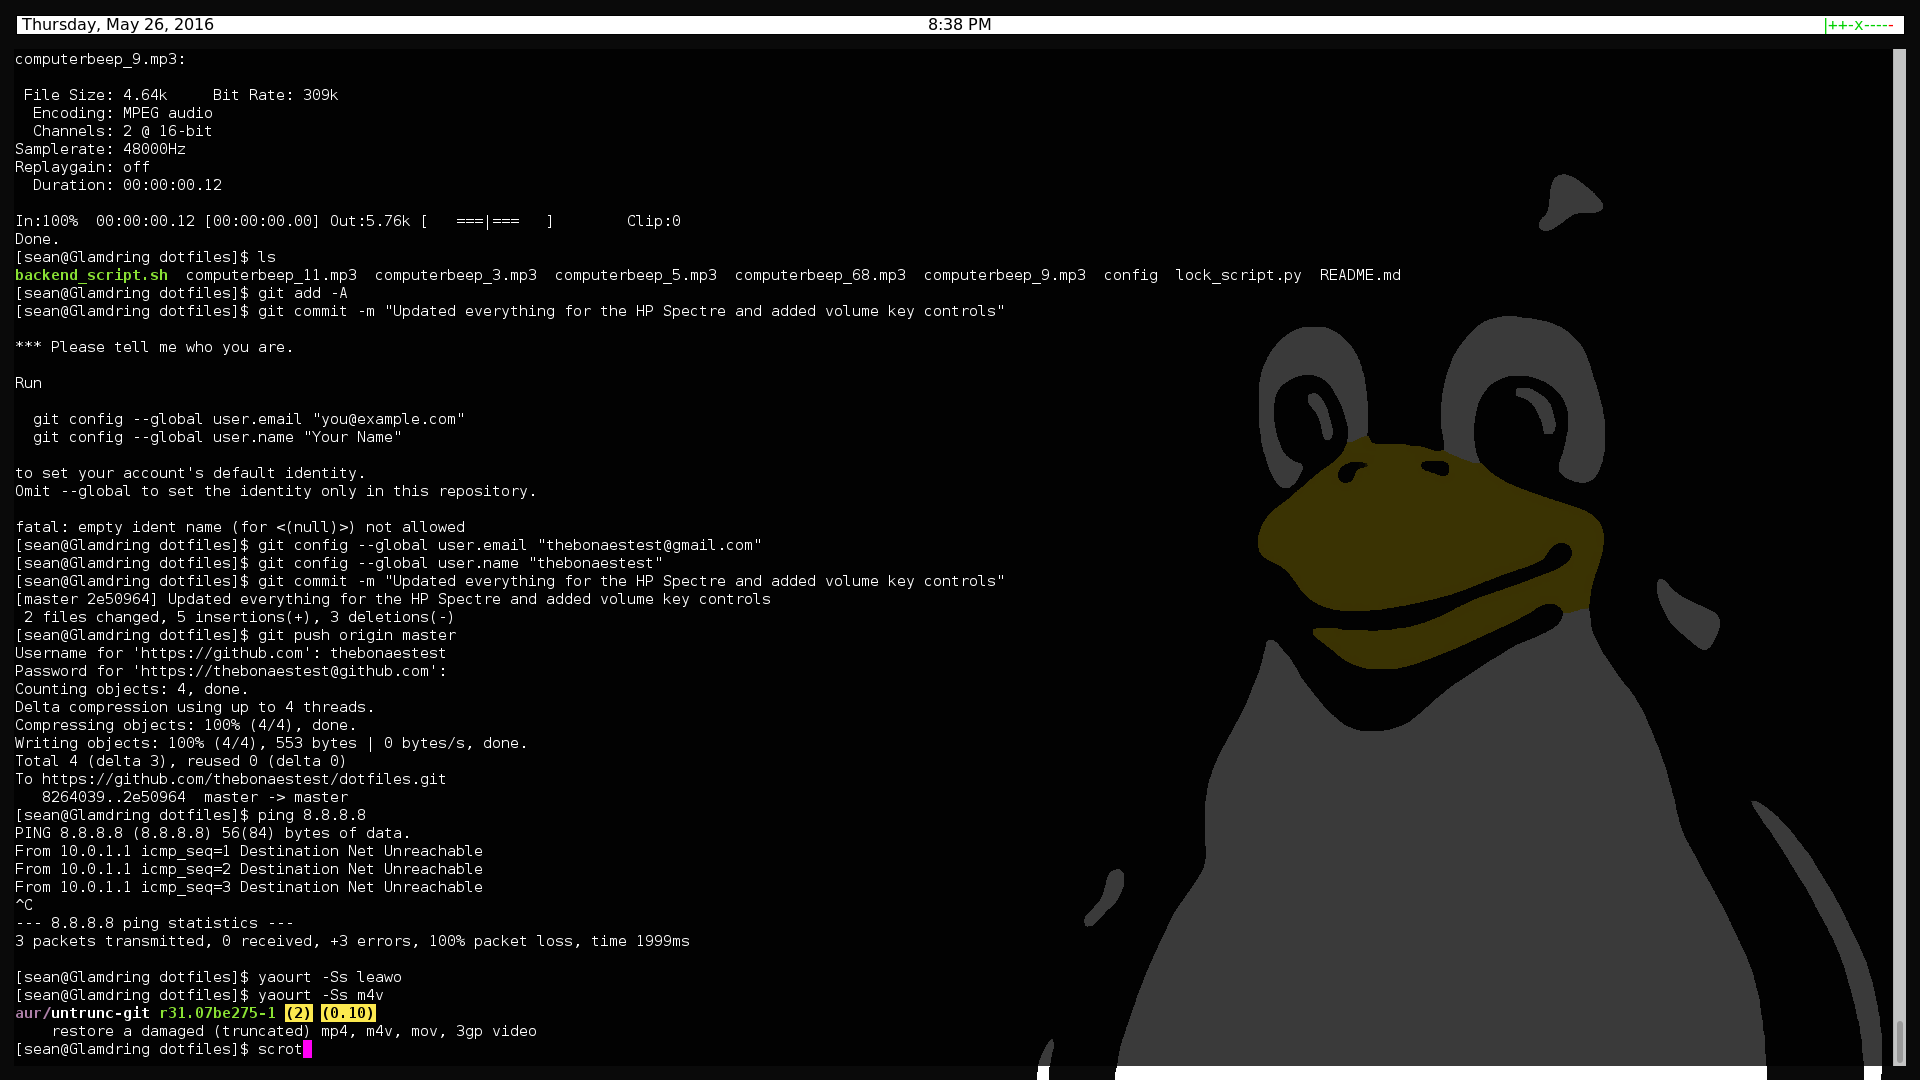 Thursday, May 26, 2016 8:38 PM |++-x-----
computerbeep_9.mp3:
File Size: 4.64k Bit Rate: 309k
Encoding: MPEG audio
Channels: 2 @ 16-bit
Samplerate: 48000Hz
Replaygain: off
Duration: 00:00:00.12
In:100% 00:00:00.12 [00:00:00.00] Out:5.76k [ ===|=== ] Clip:0
Done.
[sean@Glamdring dotfiles]$ ls
backend_script.sh computerbeep_11.mp3 computerbeep_3.mp3 computerbeep_5.mp3 computerbeep_68.mp3 computerbeep_9.mp3 config lock_script.py README.md
[sean@Glamdring dotfiles]$ git add -A
[sean@Glamdring dotfiles]$ git commit -m "Updated everything for the HP Spectre and added volume key controls"
*** Please tell me who you are.
Run
git config --global user.email "you@example.com"
git config --global user.name "Your Name"
to set your account's default identity.
Omit --global to set the identity only in this repository.
fatal: empty ident name (for <(null)>) not allowed
[sean@Glamdring dotfiles]$ git config --global user.email "thebonaestest@gmail.com"
[sean@Glamdring dotfiles]$ git config --global user.name "thebonaestest"
[sean@Glamdring dotfiles]$ git commit -m "Updated everything for the HP Spectre and added volume key controls"
[master 2e50964] Updated everything for the HP Spectre and added volume key controls
2 files changed, 5 insertions(+), 3 deletions(-)
[sean@Glamdring dotfiles]$ git push origin master
Username for 'https://github.com': thebonaestest
Password for 'https://thebonaestest@github.com':
Counting objects: 4, done.
Delta compression using up to 4 threads.
Compressing objects: 100% (4/4), done.
Writing objects: 100% (4/4), 553 bytes | 0 bytes/s, done.
Total 4 (delta 3), reused 0 (delta 0)
To https://github.com/thebonaestest/dotfiles.git
8264039..2e50964 master -> master
[sean@Glamdring dotfiles]$ ping 8.8.8.8
PING 8.8.8.8 (8.8.8.8) 56(84) bytes of data.
From 10.0.1.1 icmp_seq=1 Destination Net Unreachable
From 10.0.1.1 icmp_seq=2 Destination Net Unreachable
From 10.0.1.1 icmp_seq=3 Destination Net Unreachable
^C
--- 8.8.8.8 ping statistics ---
3 packets transmitted, 0 received, +3 errors, 100% packet loss, time 1999ms
[sean@Glamdring dotfiles]$ yaourt -Ss leawo
[sean@Glamdring dotfiles]$ yaourt -Ss m4v
aur/untrunc-git r31.07be275-1 (2) (0.10)
restore a damaged (truncated) mp4, m4v, mov, 3gp video
[sean@Glamdring dotfiles]$ scrot